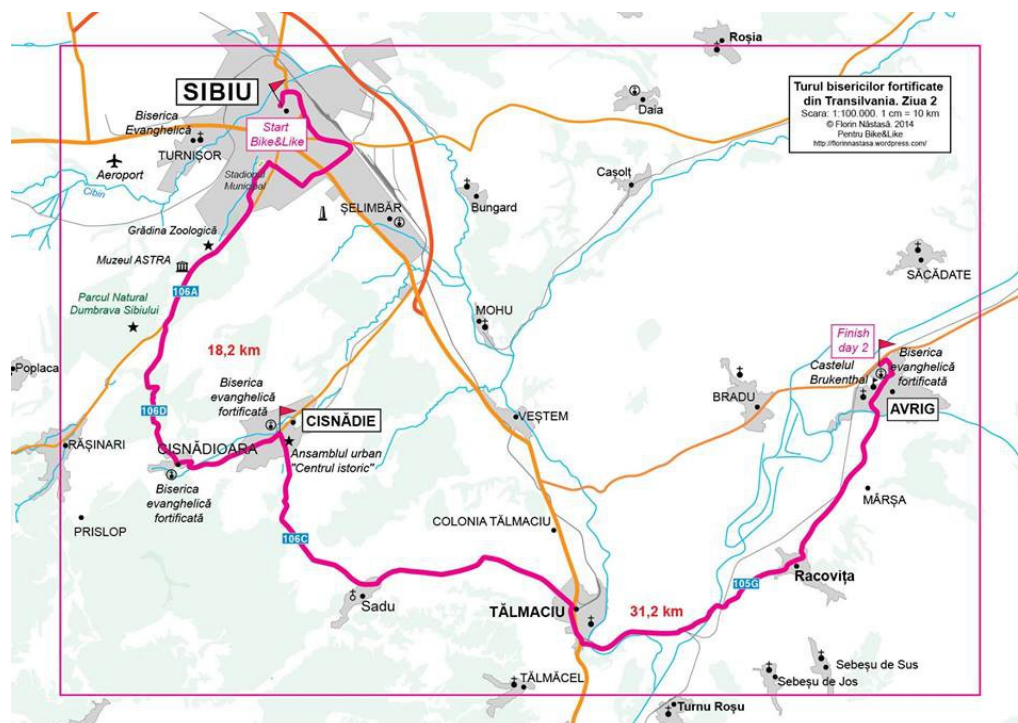 Roșia
SIBIU
Turul bisericilor fortificate
din Transilvania. Ziua 2
Scara: 1:100.000. 1 cm = 10 km
© Florin Năstasă. 2014
Pentru Bike&Like
http://florinnastasa.wordpress.com/
Daia
Biserica
Evanghelică
TURNIȘOR
Start
Bike&Like
Aeroport
Cibin
Stadionul
Municipal
Cașolț
Bungard
ȘELIMBĂR
Grădina Zoologică
Muzeul ASTRA
106A
SĂCĂDATE
Parcul Natural
Dumbrava Sibiului
MOHU
18,2 km
Finish
day 2
Castelul
Brukenthal
Biserica
evanghelică
fortificată
Poplaca
Biserica
evanghelică
fortificată
106D
CISNĂDIE
BRADU
AVRIG
VEȘTEM
RĂȘINARI
CISNĂDIOARA
Ansamblul urban
"Centrul istoric"
Biserica
evanghelică
fortificată
MÂRȘA
PRISLOP
COLONIA TĂLMACIU
106C
Racovița
105G
Sadu
TĂLMACIU
31,2 km
TĂLMĂCEL
Sebeșu de Sus
Sebeșu de Jos
Turnu Roșu